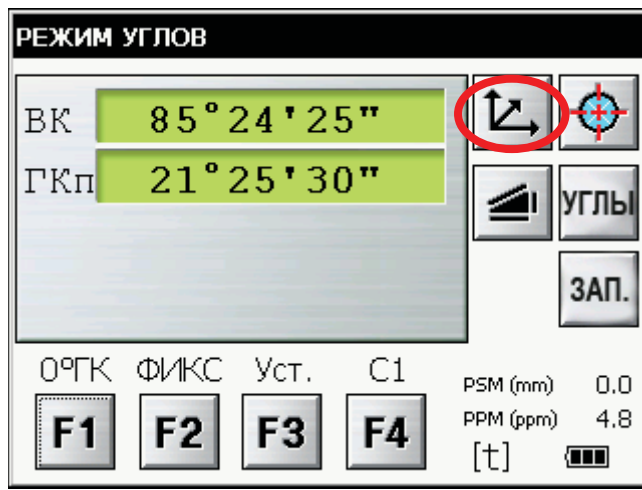 РЕЖИМ УГЛОВ
ВК 85°24'25"
ГКп 21°25'30"
УГЛЫ
ЗАП.
0°ГК ФИКС Уст. С1
F1 F2 F3 F4
PSM (mm) 0.0
PPM (ppm) 4.8
[t]